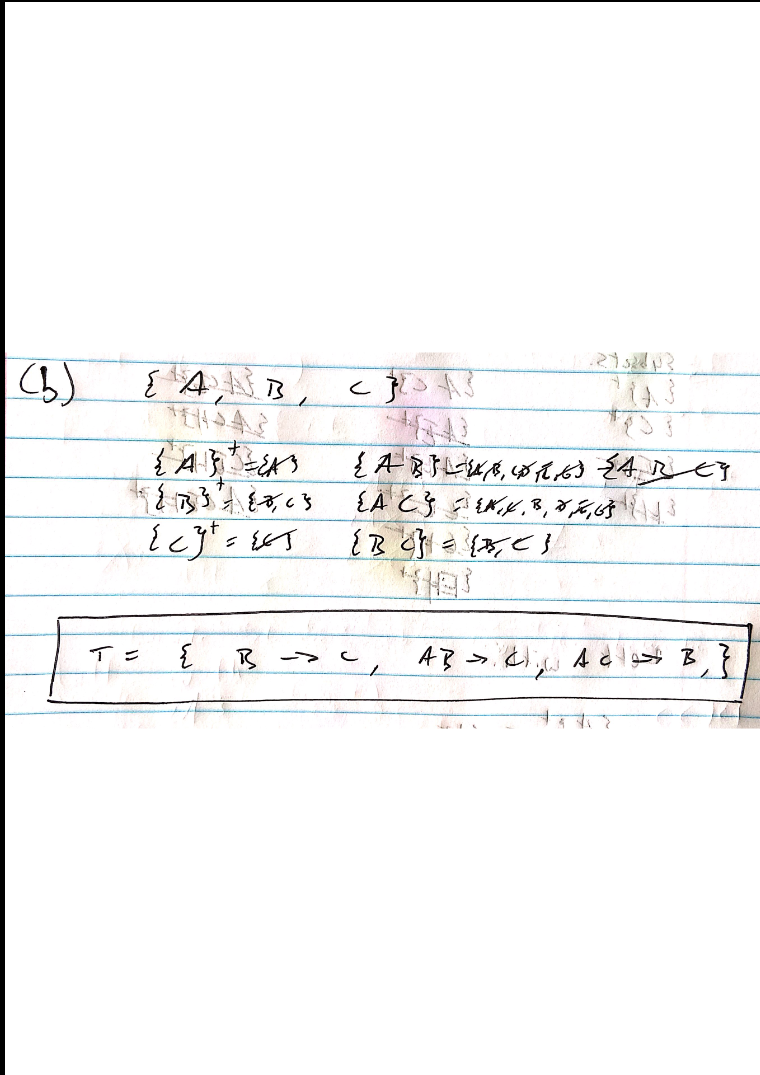 (b) { A, B, C }
{A}⁺ = {A} {A B} = {A, B, C, D, E, G} = {A B C}
{B}⁺ = {B, C} {A C} = {A, C, B, D, E, G}
{C}⁺ = {C} {B C} = {B, C}
T = { B → C, AB → C, AC → B, }